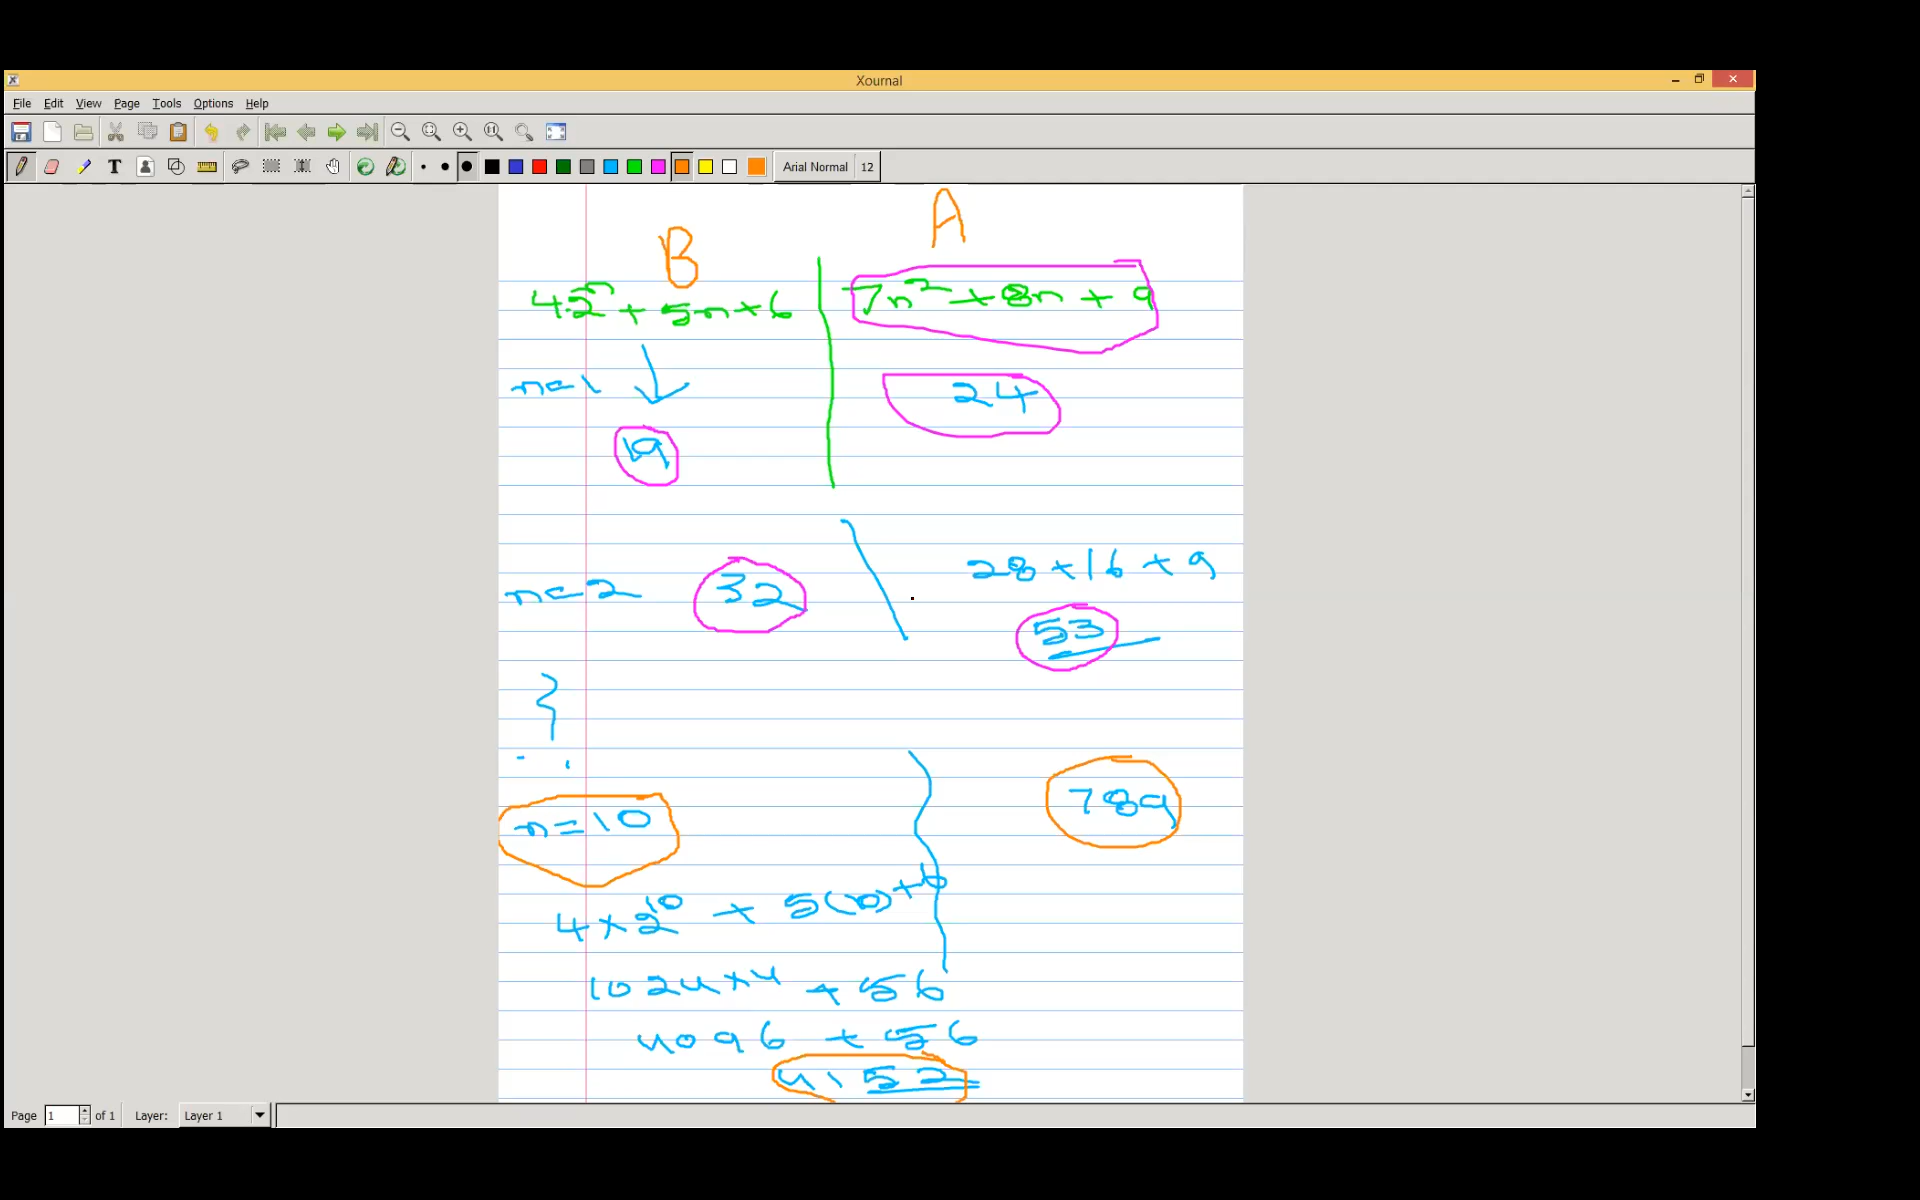 Xournal
File Edit View Page Tools Options Help
Arial Normal 12
B A
4·2ⁿ + 5n + 6 7n² + 8n + 9
n = 1 24
19
28 + 16 + 9
n = 2 32
53
n = 10 789
4 × 2¹⁰ + 5(10) + 6
1024 × 4 + 56
4096 + 56
4152
Page 1 of 1 Layer: Layer 1